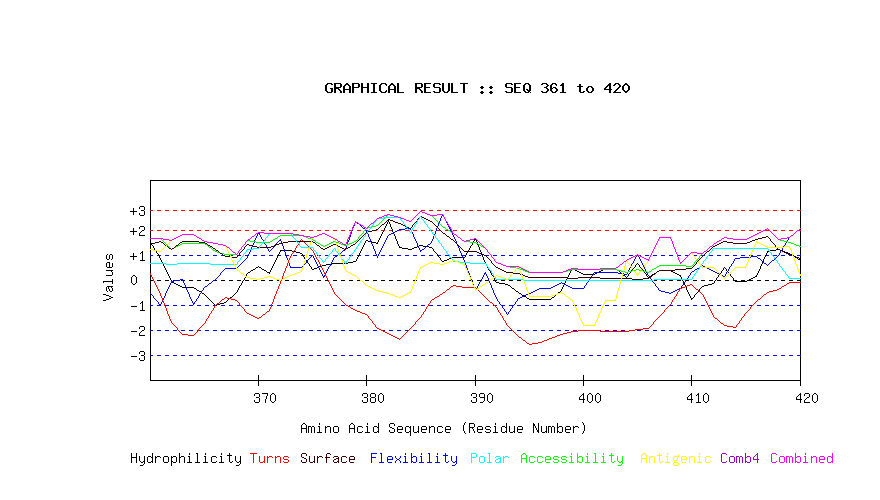 GRAPHICAL RESULT :: SEQ 361 to 420
+3
+2
+1
0
-1
-2
-3
Values
370 380 390 400 410 420
Amino Acid Sequence (Residue Number)
Hydrophilicity Turns Surface Flexibility Polar Accessibility Antigenic Comb4 Combined